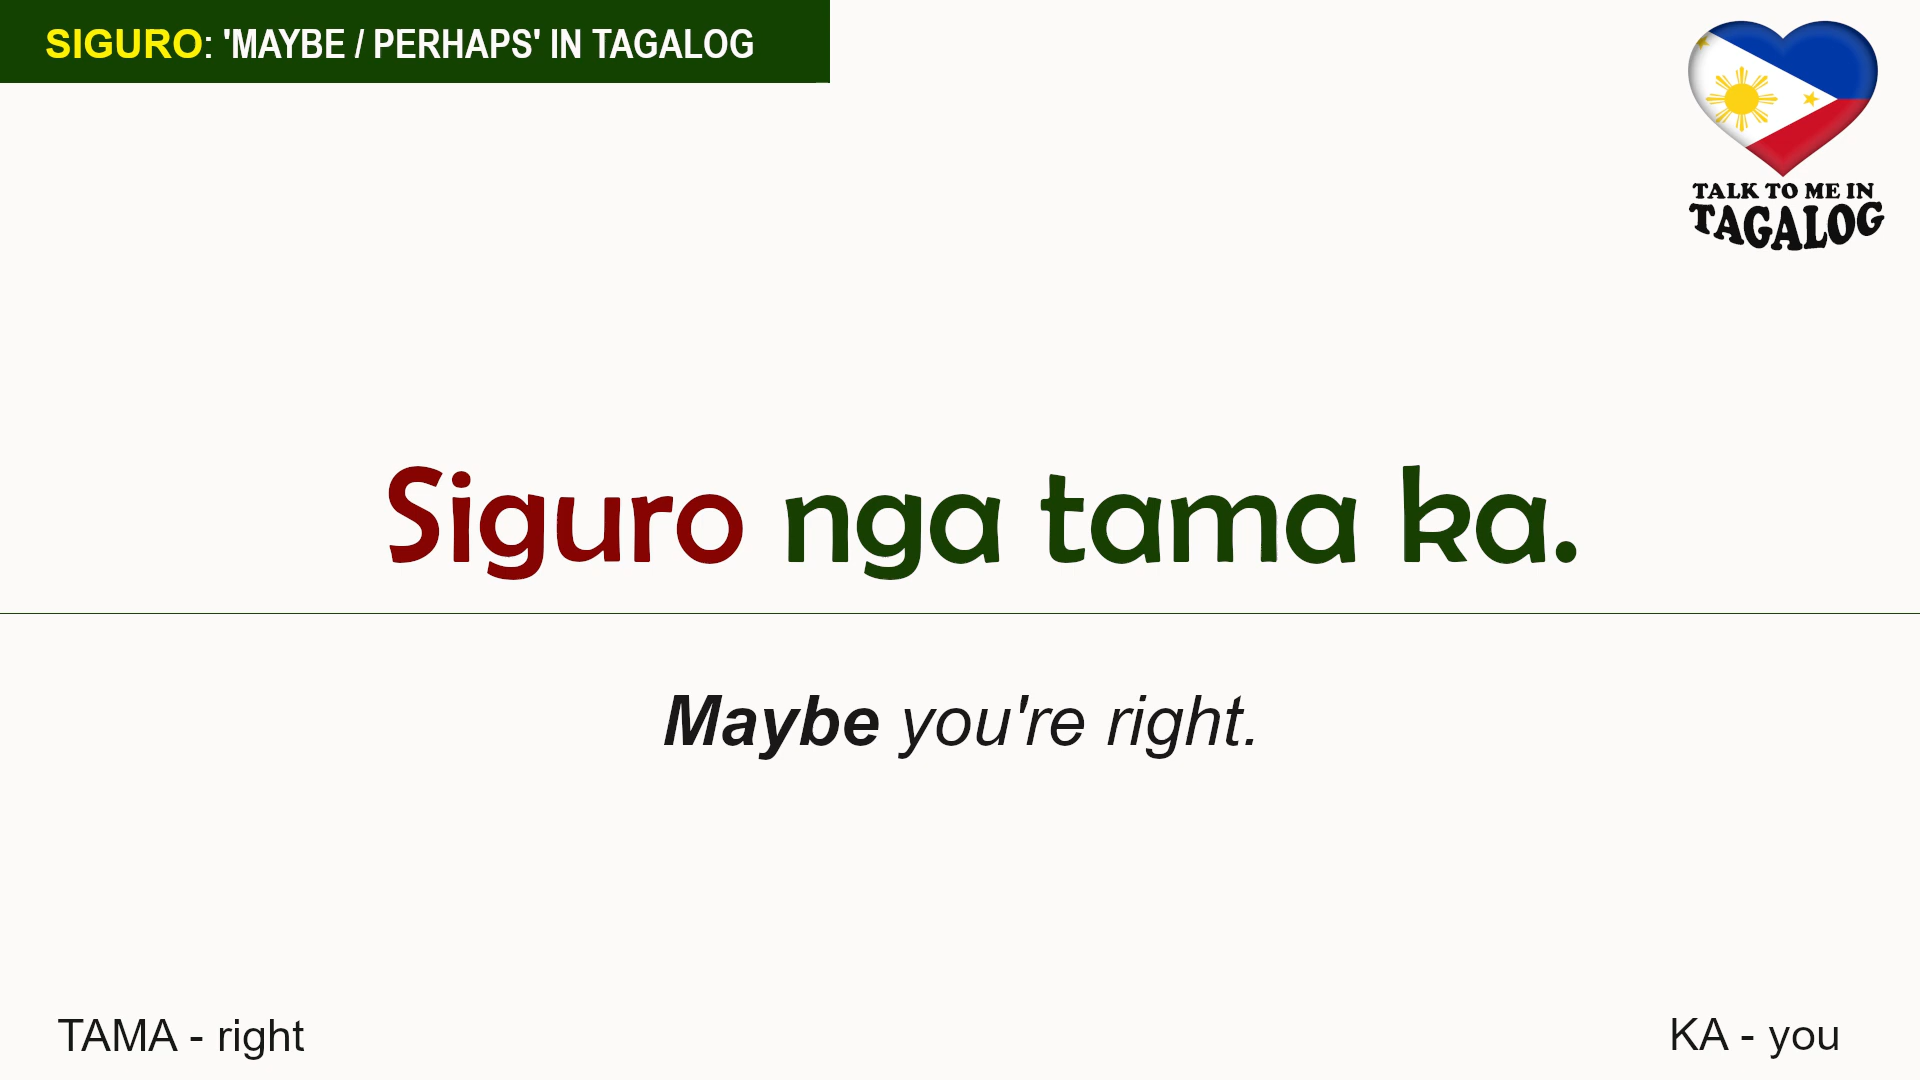 SIGURO: 'MAYBE / PERHAPS' IN TAGALOG
TALK TO ME IN
TAGALOG
Siguro nga tama ka.
Maybe you're right.
TAMA - right
KA - you